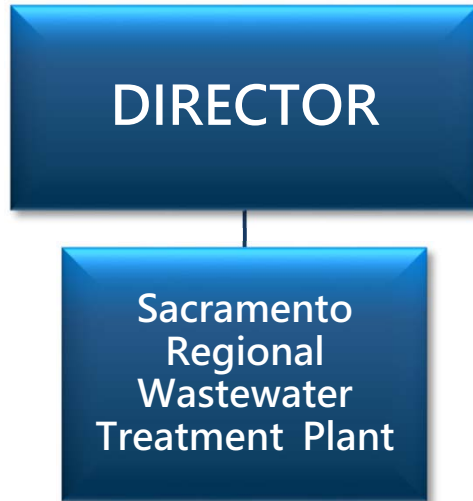 DIRECTOR
Sacramento
Regional
Wastewater
Treatment Plant